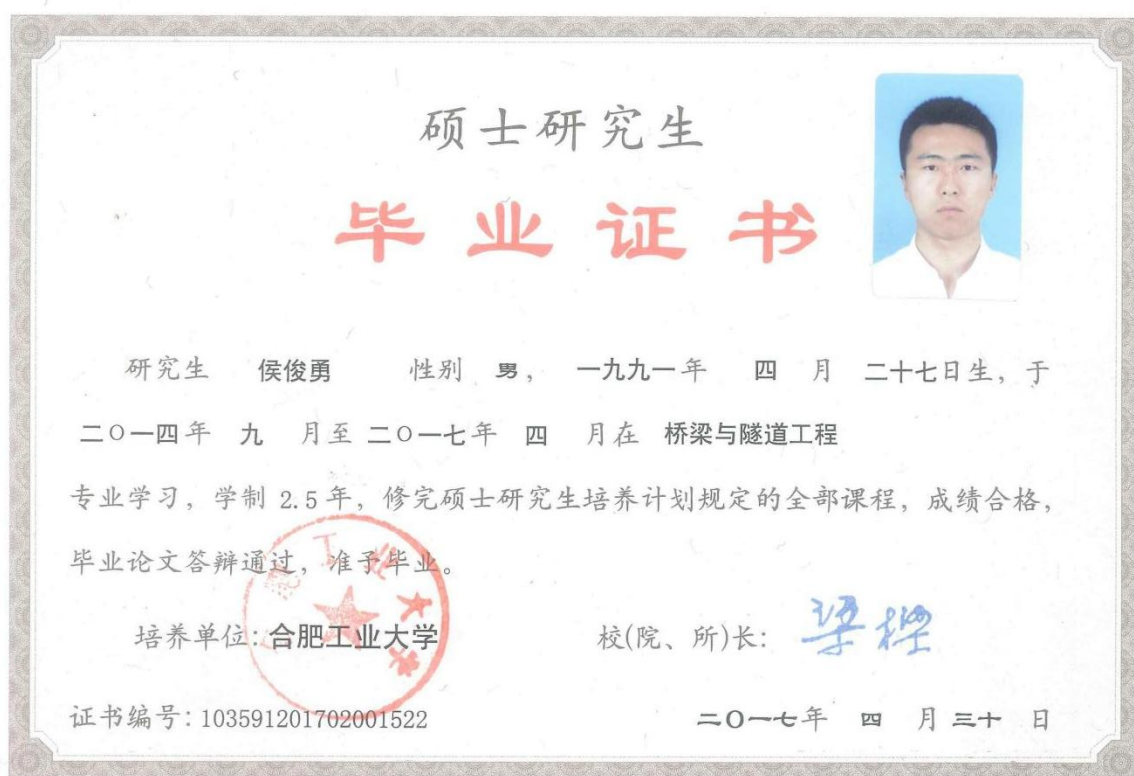 硕士研究生
毕业证书
研究生 侯俊勇 性别 男, 一九九一年 四 月 二十七日生, 于
二〇一四年 九 月至 二〇一七年 四 月在 桥梁与隧道工程
专业学习, 学制 2.5 年, 修完硕士研究生培养计划规定的全部课程, 成绩合格,
毕业论文答辩通过, 准予毕业。
培养单位: 合肥工业大学 校(院、所)长: 梁樑
证书编号: 103591201702001522 二〇一七年 四 月 三十 日